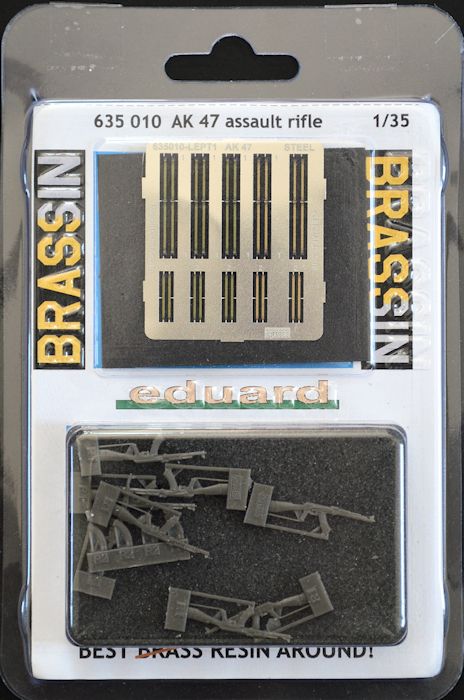 635 010 AK 47 assault rifle 1/35
635010-LEPT1 AK 47 STEEL
BRASSIN
BRASSIN
eduard
BEST BRASS RESIN AROUND!